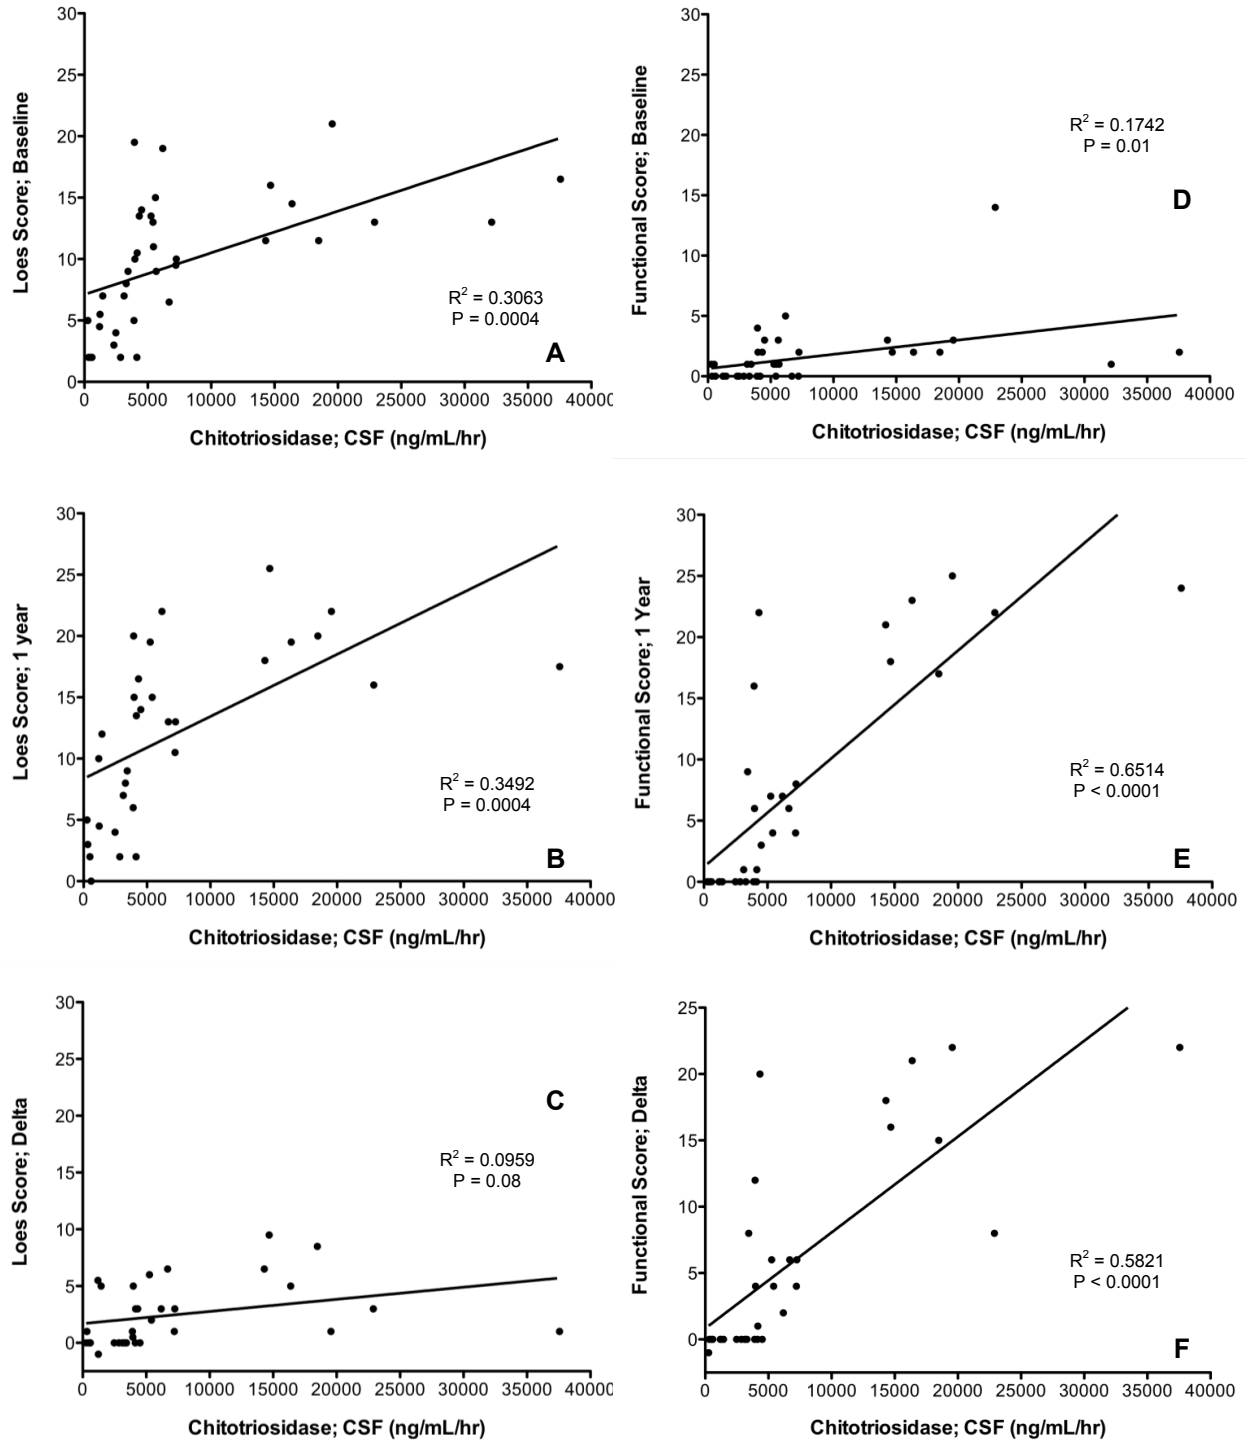 30
25
20
15
10
5
0
Loes Score; Baseline
R² = 0.3063
P = 0.0004
A
0 5000 10000 15000 20000 25000 30000 35000 4000
Chitotriosidase; CSF (ng/mL/hr)
30
25
20
15
10
5
0
Functional Score; Baseline
R² = 0.1742
P = 0.01
D
0 5000 10000 15000 20000 25000 30000 35000 40000
Chitotriosidase; CSF (ng/mL/hr)
30
25
20
15
10
5
0
Loes Score; 1 year
R² = 0.3492
P = 0.0004
B
0 5000 10000 15000 20000 25000 30000 35000 40000
Chitotriosidase; CSF (ng/mL/hr)
30
25
20
15
10
5
0
Functional Score; 1 Year
R² = 0.6514
P < 0.0001
E
0 5000 10000 15000 20000 25000 30000 35000 40000
Chitotriosidase; CSF (ng/mL/hr)
30
25
20
15
10
5
0
Loes Score; Delta
C
R² = 0.0959
P = 0.08
0 5000 10000 15000 20000 25000 30000 35000 4000
Chitotriosidase; CSF (ng/mL/hr)
25
20
15
10
5
0
Functional Score; Delta
R² = 0.5821
P < 0.0001
F
0 5000 10000 15000 20000 25000 30000 35000 40000
Chitotriosidase; CSF (ng/mL/hr)